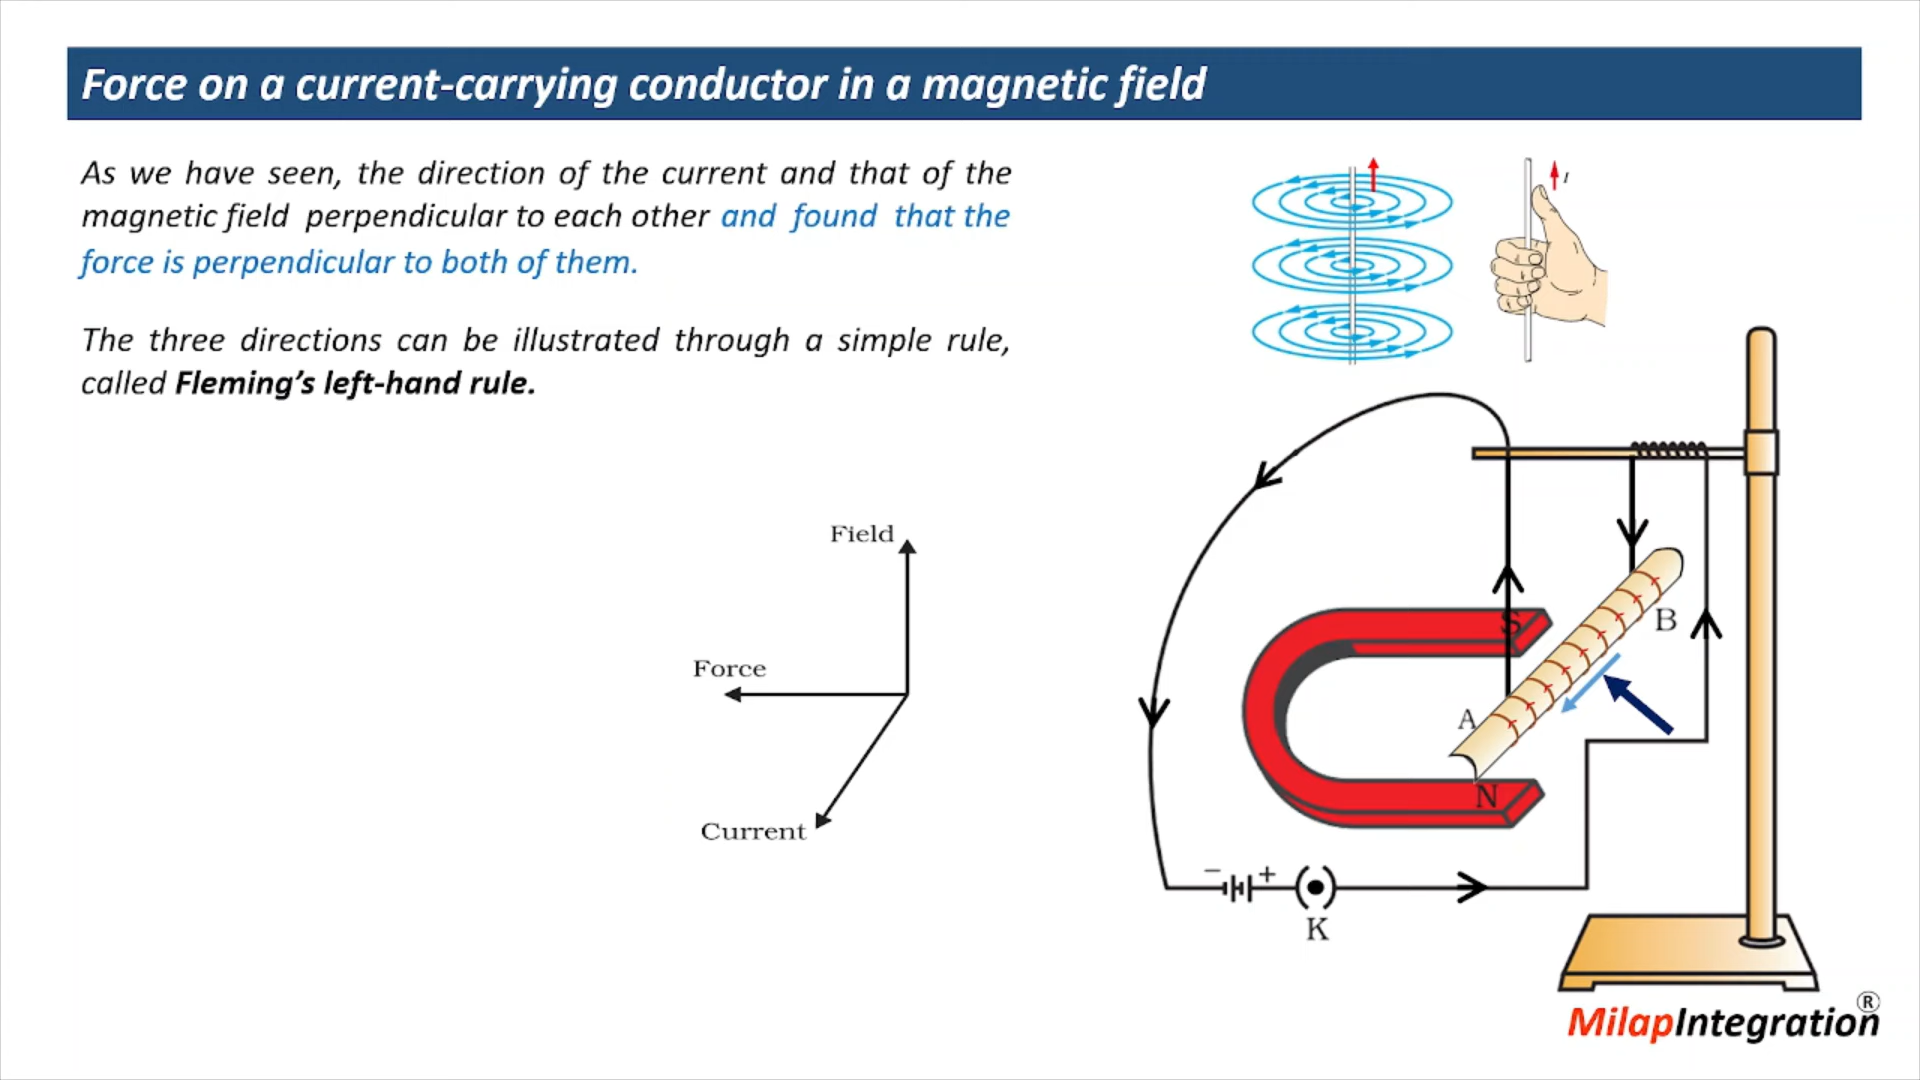 Force on a current-carrying conductor in a magnetic field
As we have seen, the direction of the current and that of the
magnetic field perpendicular to each other and found that the
force is perpendicular to both of them.
The three directions can be illustrated through a simple rule,
called Fleming's left-hand rule.
I
Field
Force
Current
S
B
A
N
− +
K
MilapIntegration®